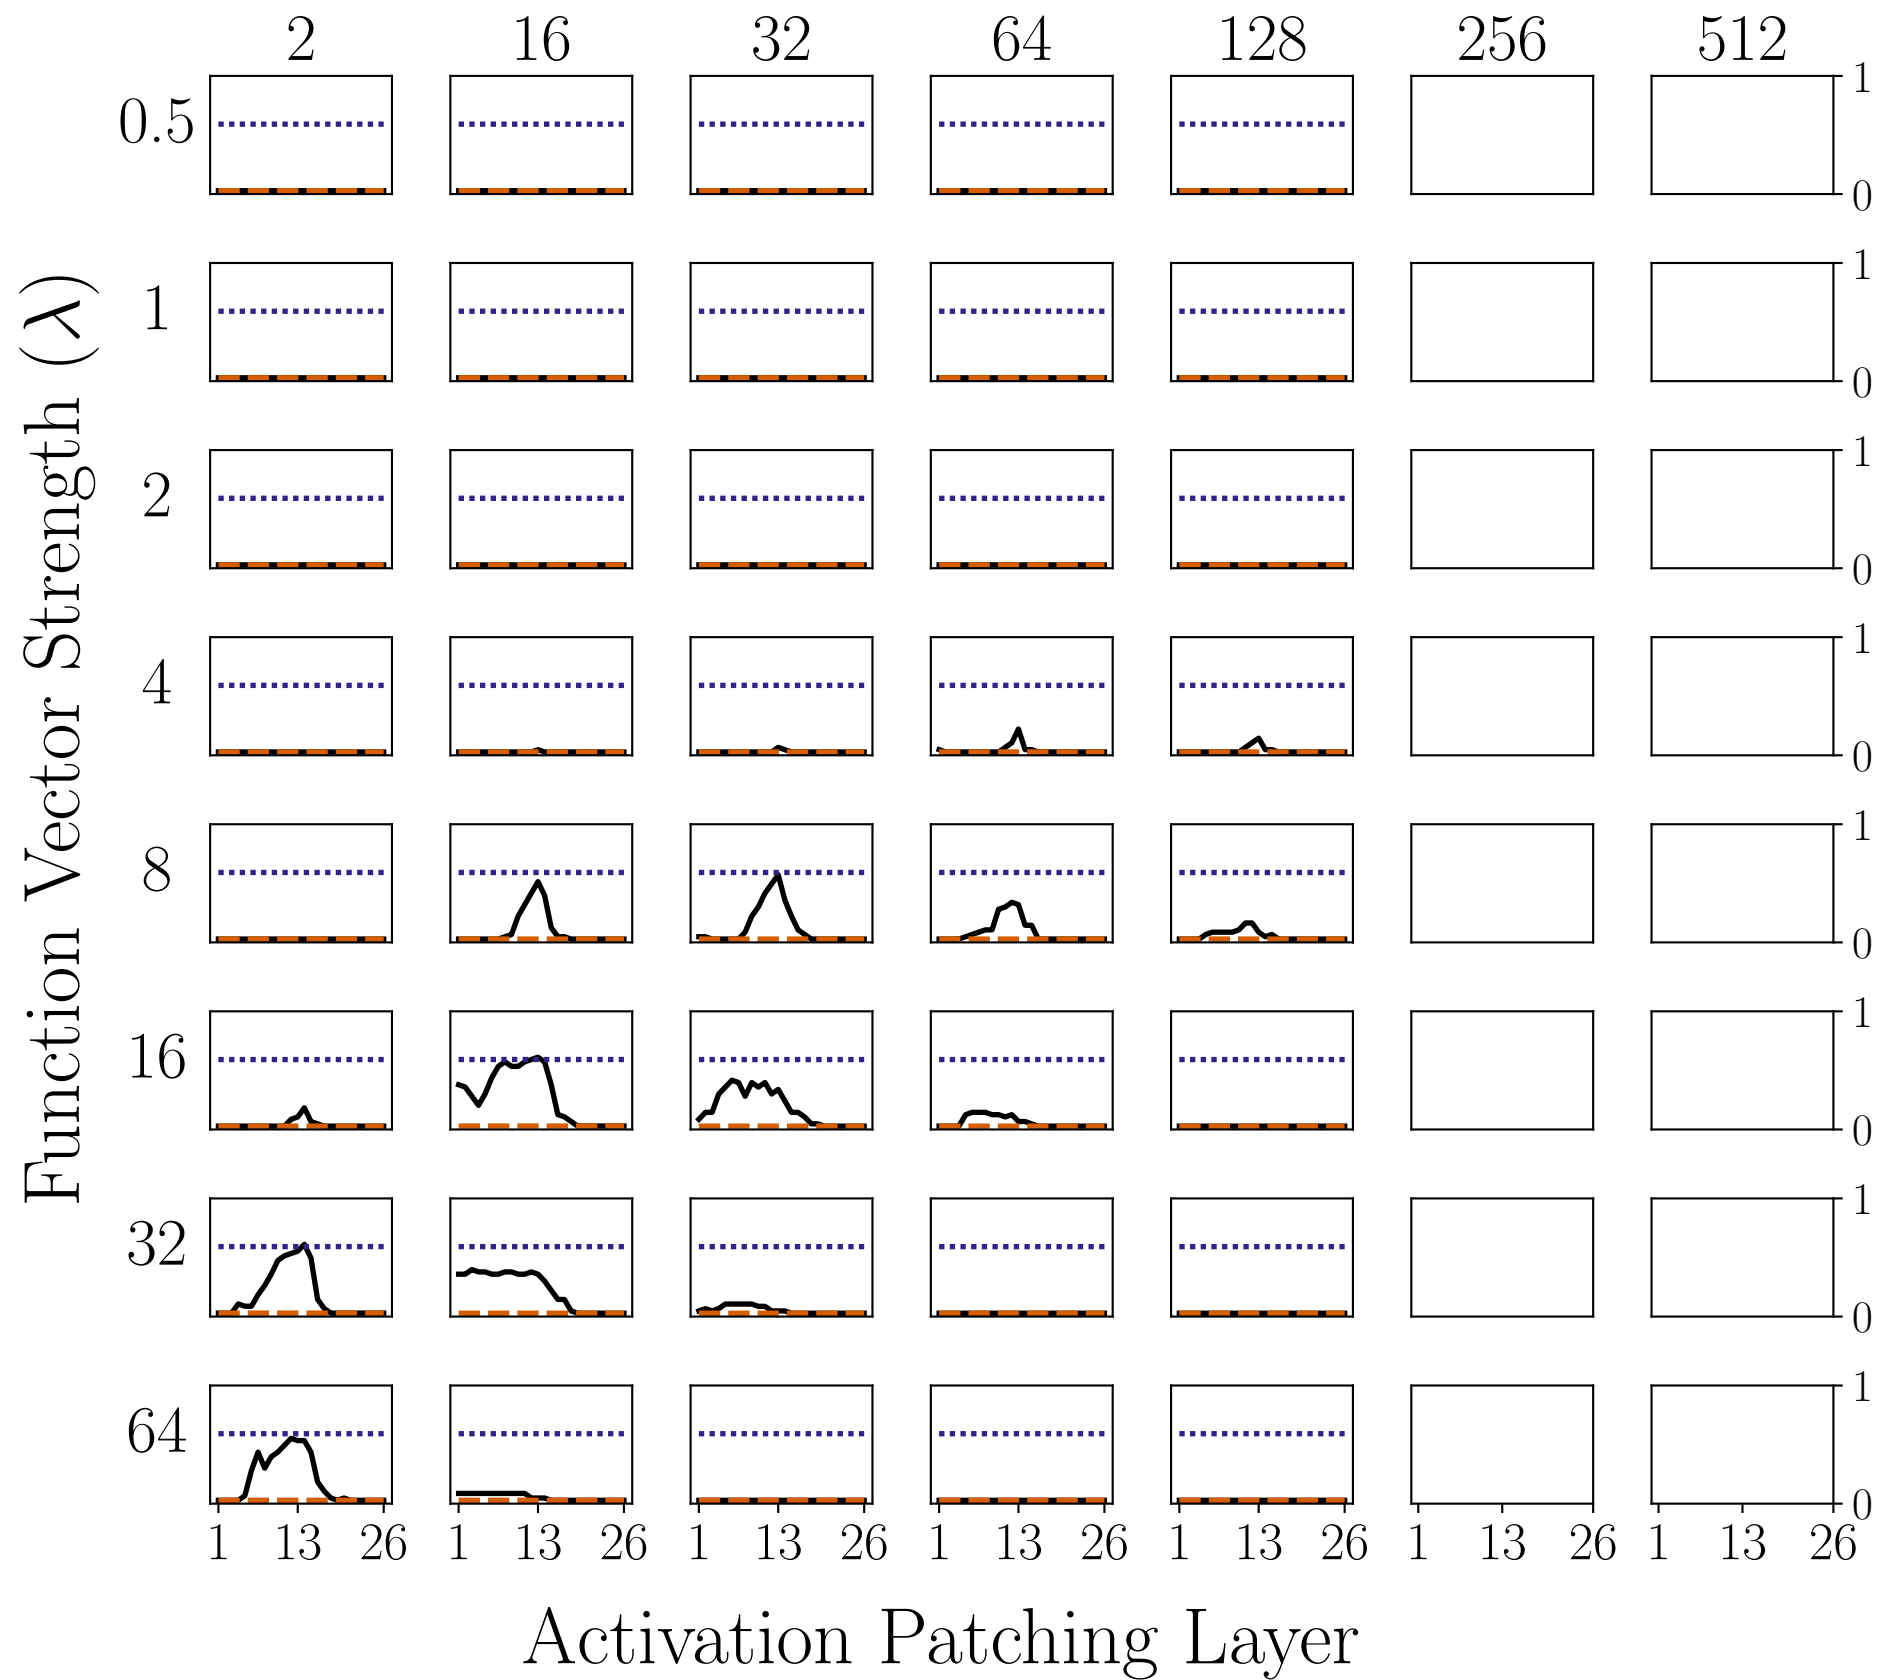 2 16 32 64 128 256 512
Function Vector Strength (λ)
0.5 1 0
1 1 0
2 1 0
4 1 0
8 1 0
16 1 0
32 1 0
64 1 0
1 13 26 1 13 26 1 13 26 1 13 26 1 13 26 1 13 26 1 13 26
Activation Patching Layer